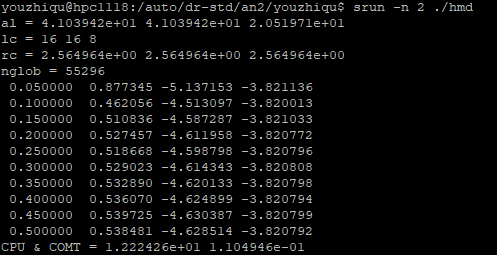 youzhiqu@hpc1118:/auto/dr-std/an2/youzhiqu$ srun -n 2 ./hmd
al = 4.103942e+01 4.103942e+01 2.051971e+01
lc = 16 16 8
rc = 2.564964e+00 2.564964e+00 2.564964e+00
nglob = 55296
0.050000 0.877345 -5.137153 -3.821136
0.100000 0.462056 -4.513097 -3.820013
0.150000 0.510836 -4.587287 -3.821033
0.200000 0.527457 -4.611958 -3.820772
0.250000 0.518668 -4.598798 -3.820796
0.300000 0.529023 -4.614343 -3.820808
0.350000 0.532890 -4.620133 -3.820798
0.400000 0.536070 -4.624899 -3.820794
0.450000 0.539725 -4.630387 -3.820799
0.500000 0.538481 -4.628514 -3.820792
CPU & COMT = 1.222426e+01 1.104946e-01